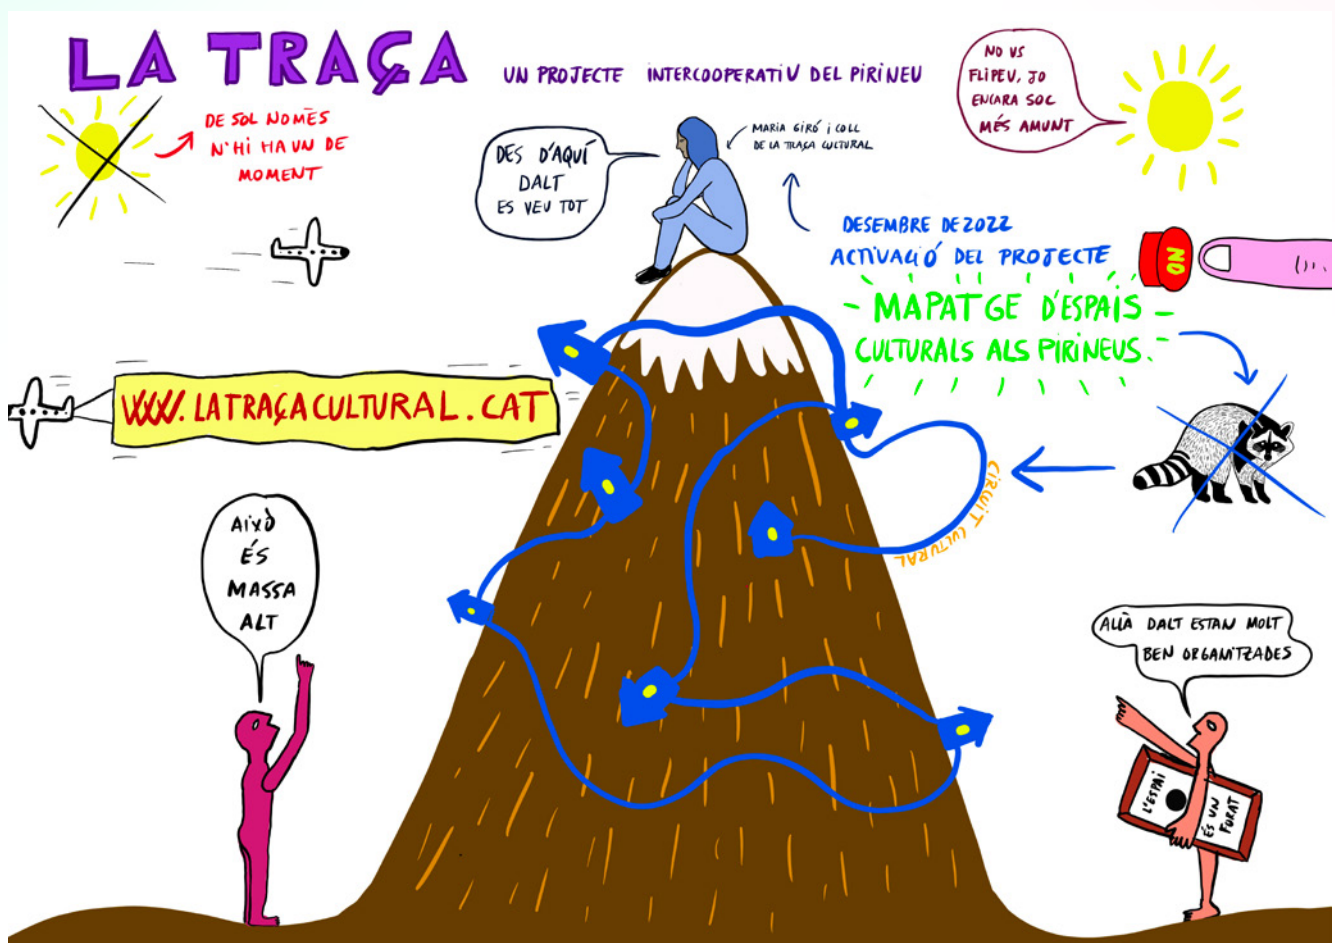 LA TRAÇA
UN PROJECTE INTERCOOPERATIU DEL PIRINEU
DE SOL NOMÉS
N'HI HA UN DE
MOMENT
DES D'AQUÍ
DALT
ES VEU TOT
MARIA GIRÓ I COLL
DE LA TRAÇA CULTURAL
NO US
FLIPEU, JO
ENCARA SOC
MÉS AMUNT
DESEMBRE DE 2022
ACTIVACIÓ DEL PROJECTE
ON
MAPATGE D'ESPAIS
CULTURALS ALS PIRINEUS.
WWW.LATRAÇACULTURAL.CAT
CIRCUIT CULTURAL
AIXÒ
ÉS
MASSA
ALT
ALLÀ DALT ESTAN MOLT
BEN ORGANITZADES
L'ESPAI
ÉS UN
FORAT